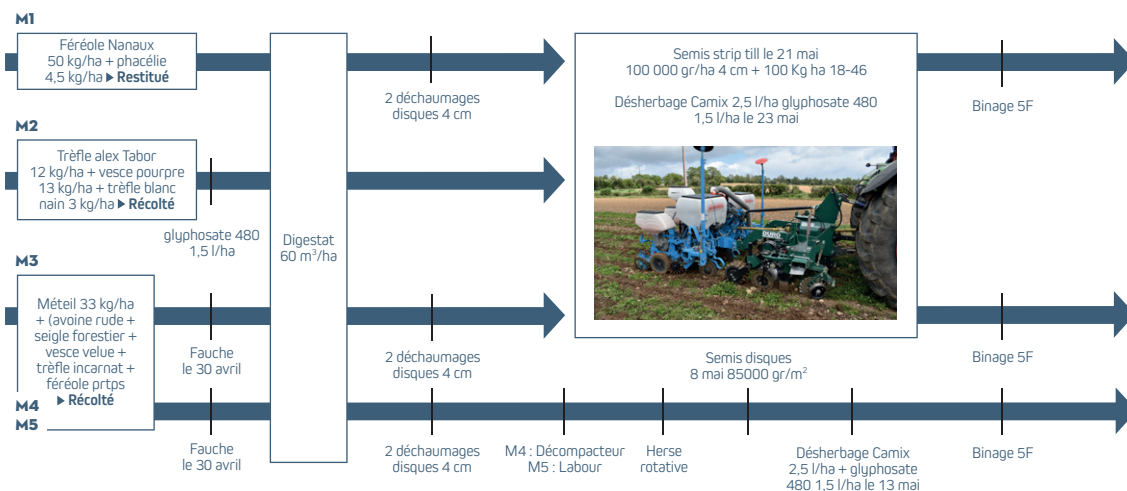 M1
Féréole Nanaux
50 kg/ha + phacélie
4,5 kg/ha ▶ Restitué
2 déchaumages
disques 4 cm
Semis strip till le 21 mai
100 000 gr/ha 4 cm + 100 Kg ha 18-46
Désherbage Camix 2,5 l/ha glyphosate 480
1,5 l/ha le 23 mai
Binage 5F
M2
Trèfle alex Tabor
12 kg/ha + vesce pourpre
13 kg/ha + trèfle blanc
nain 3 kg/ha ▶ Récolté
glyphosate 480
1,5 l/ha
Digestat
60 m³/ha
M3
Méteil 33 kg/ha
+ (avoine rude +
seigle forestier +
vesce velue +
trèfle incarnat +
féréole prtps
▶ Récolté
Fauche
le 30 avril
2 déchaumages
disques 4 cm
Binage 5F
Semis disques
8 mai 85000 gr/m²
M4
M5
Fauche
le 30 avril
2 déchaumages
disques 4 cm
M4 : Décompacteur
M5 : Labour
Herse
rotative
Désherbage Camix
2,5 l/ha + glyphosate
480 1,5 l/ha le 13 mai
Binage 5F